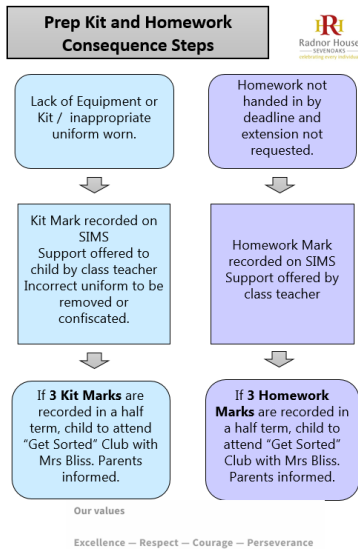 Prep Kit and Homework
Consequence Steps
RH
Radnor House
SEVENOAKS
celebrating every individual
Lack of Equipment or
Kit / inappropriate
uniform worn.
Kit Mark recorded on
SIMS
Support offered to
child by class teacher
Incorrect uniform to be
removed or
confiscated.
If 3 Kit Marks are
recorded in a half
term, child to attend
“Get Sorted” Club with
Mrs Bliss. Parents
informed.
Homework not
handed in by
deadline and
extension not
requested.
Homework Mark
recorded on SIMS
Support offered by
class teacher
If 3 Homework
Marks are recorded in
a half term, child to
attend “Get Sorted”
Club with Mrs Bliss.
Parents informed.
Our values
Excellence — Respect — Courage — Perseverance